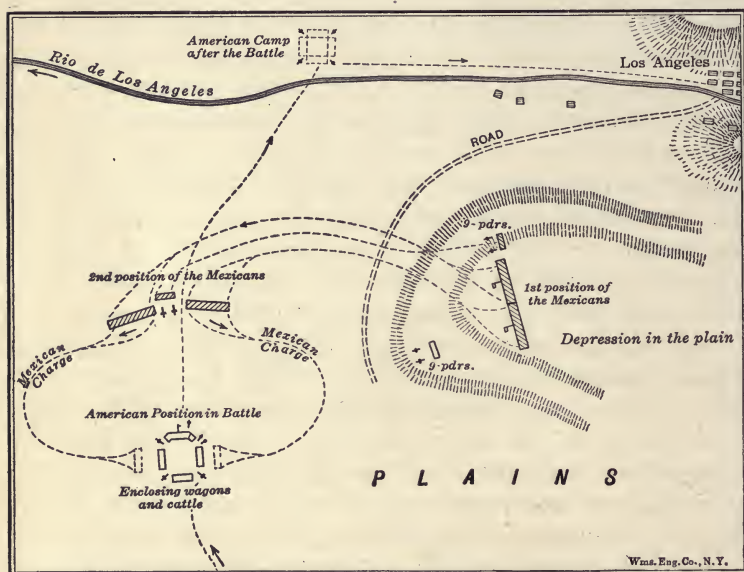 American Camp
after the Battle
Los Angeles
Rio de Los Angeles
ROAD
9-pdrs.
2nd position of the Mexicans
1st position of
the Mexicans
Mexican
Charge
Mexican
Charge
Depression in the plain
9-pdrs.
American Position in Battle
PLAINS
Enclosing wagons
and cattle
Wms. Eng. Co., N.Y.